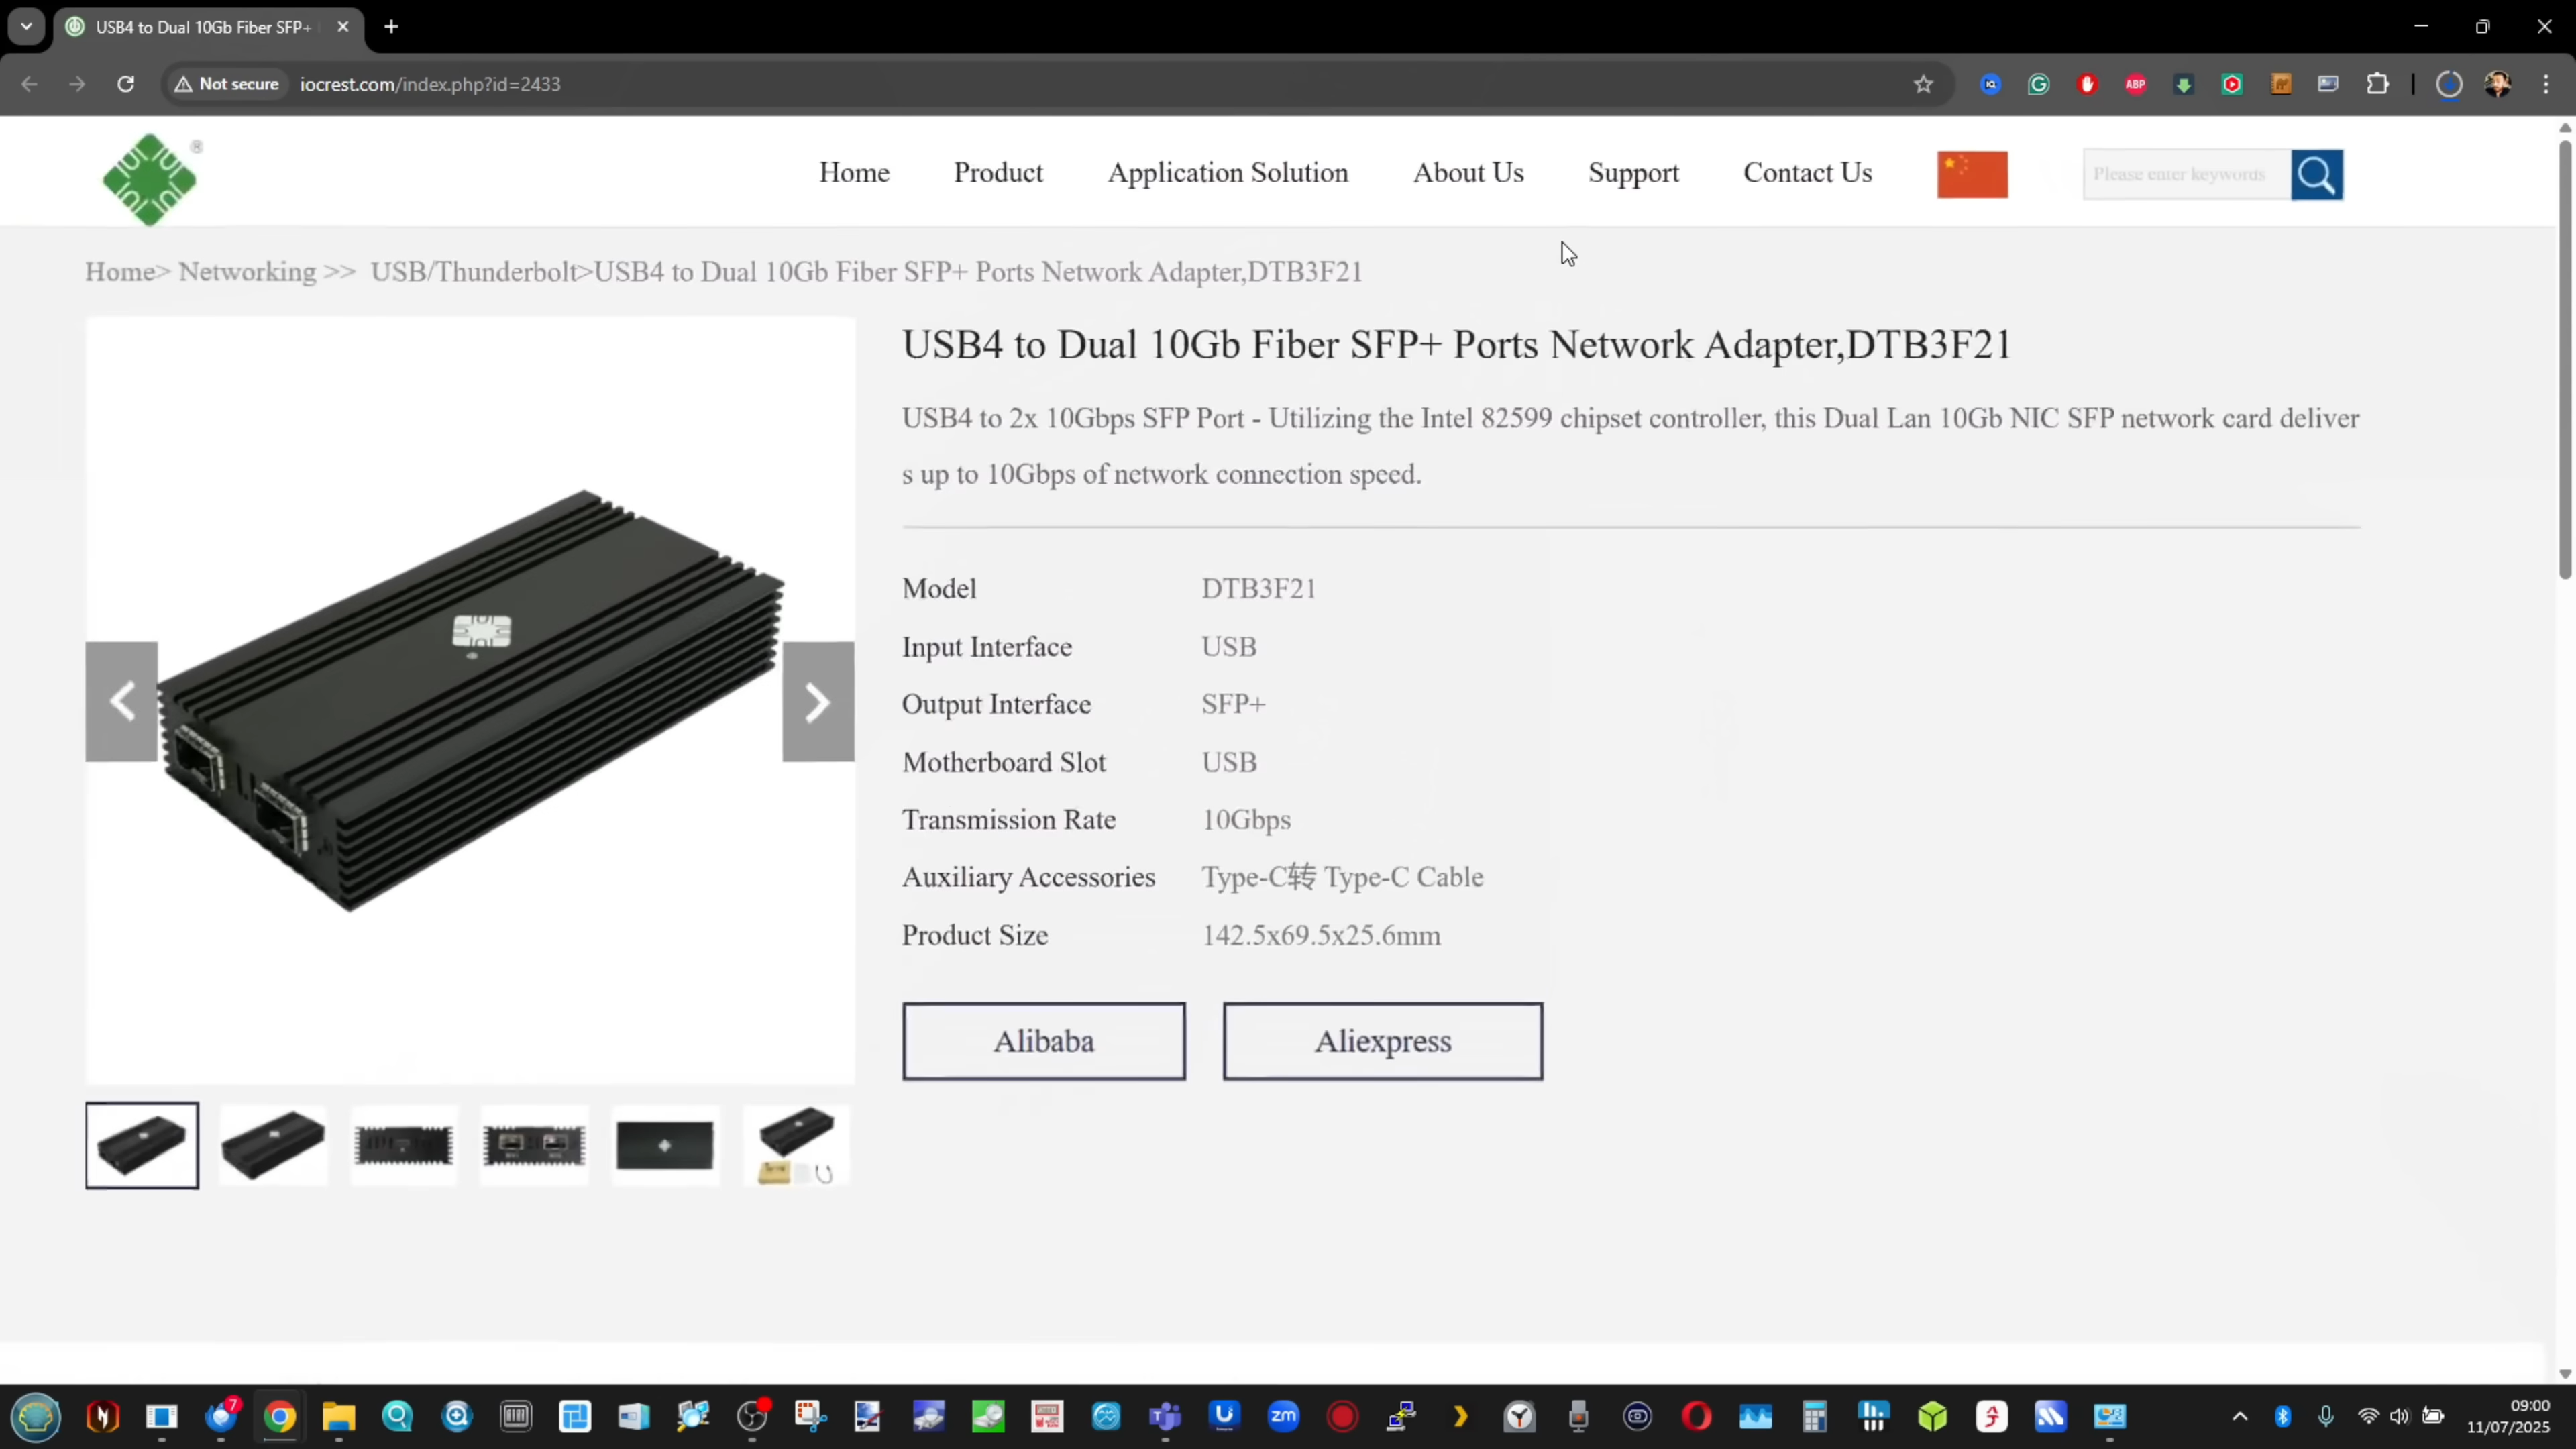 USB4 to Dual 10Gb Fiber SFP+
Not secure
iocrest.com/index.php?id=2433
ABP
Home
Product
Application Solution
About Us
Support
Contact Us
Please enter keywords
Home> Networking >> USB/Thunderbolt>USB4 to Dual 10Gb Fiber SFP+ Ports Network Adapter,DTB3F21
USB4 to Dual 10Gb Fiber SFP+ Ports Network Adapter,DTB3F21
USB4 to 2x 10Gbps SFP Port - Utilizing the Intel 82599 chipset controller, this Dual Lan 10Gb NIC SFP network card deliver
s up to 10Gbps of network connection speed.
Model DTB3F21
Input Interface USB
Output Interface SFP+
Motherboard Slot USB
Transmission Rate 10Gbps
Auxiliary Accessories Type-C转 Type-C Cable
Product Size 142.5x69.5x25.6mm
Alibaba
Aliexpress
7
zm
09:00
11/07/2025